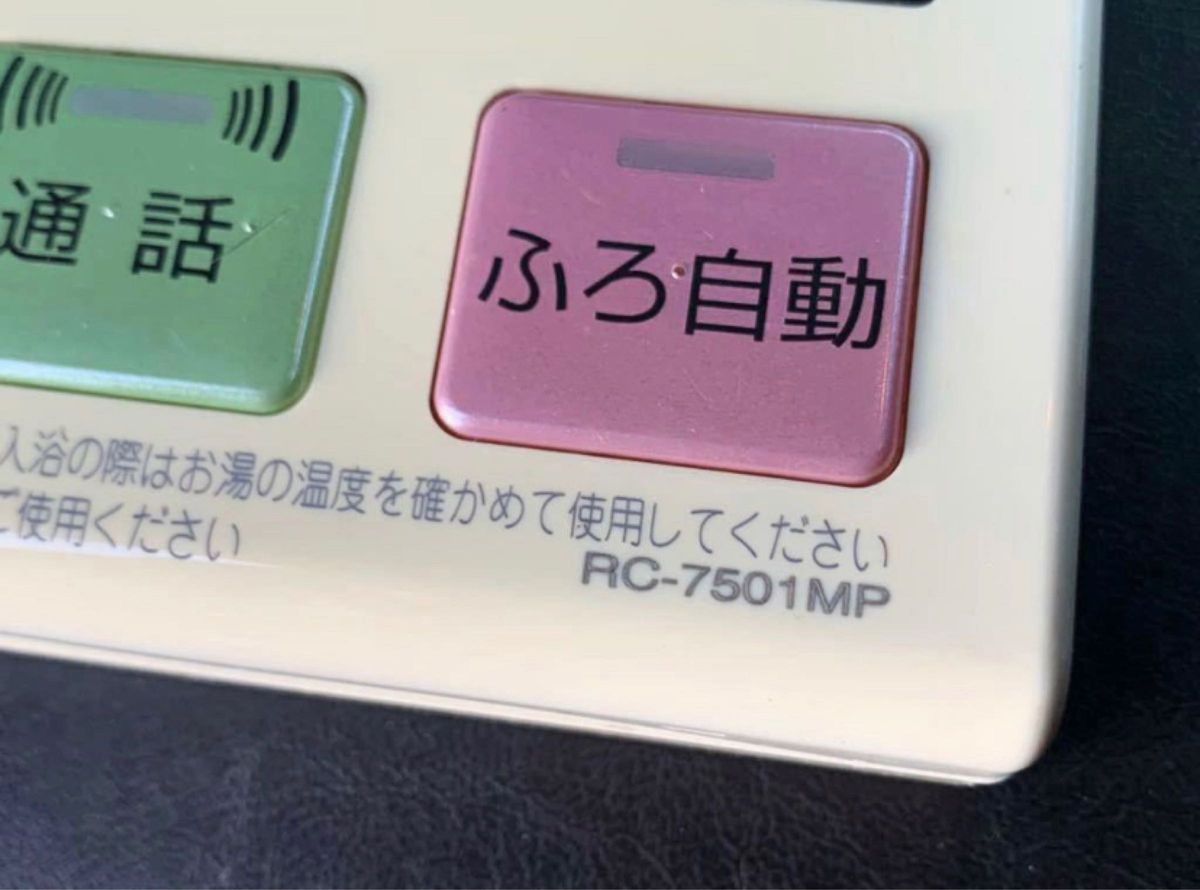 通話
ふろ自動
入浴の際はお湯の温度を確かめて使用してください
ご使用ください
RC-7501MP